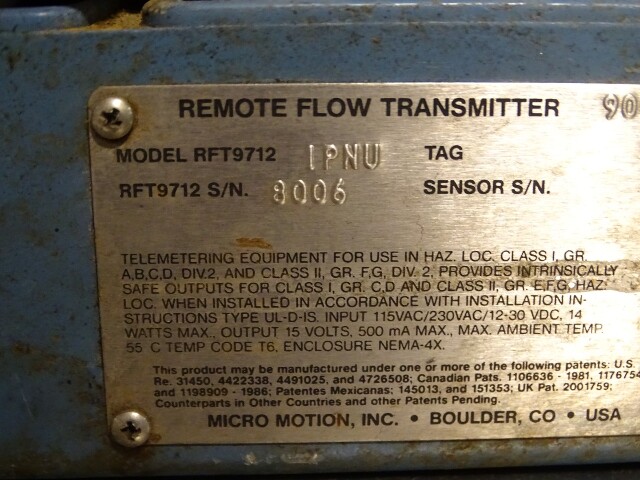 REMOTE FLOW TRANSMITTER 90
MODEL RFT9712 1PNU TAG
RFT9712 S/N. 8006 SENSOR S/N.
TELEMETERING EQUIPMENT FOR USE IN HAZ. LOC. CLASS I, GR.
A,B,C,D, DIV.2, AND CLASS II, GR. F,G, DIV. 2, PROVIDES INTRINSICALLY
SAFE OUTPUTS FOR CLASS I, GR. C,D AND CLASS II, GR. E,F,G, HAZ.
LOC. WHEN INSTALLED IN ACCORDANCE WITH INSTALLATION IN-
STRUCTIONS TYPE UL-D-IS. INPUT 115VAC/230VAC/12-30 VDC, 14
WATTS MAX., OUTPUT 15 VOLTS, 500 mA MAX., MAX. AMBIENT TEMP.
55 C TEMP CODE T6, ENCLOSURE NEMA-4X.
This product may be manufactured under one or more of the following patents: U.S.
Re. 31450, 4422338, 4491025, and 4726508; Canadian Pats. 1106636 - 1981, 1176754
and 1198909 - 1986; Patentes Mexicanas: 145013, and 151353; UK Pat. 2001759;
Counterparts in Other Countries and other Patents Pending.
MICRO MOTION, INC. • BOULDER, CO • USA